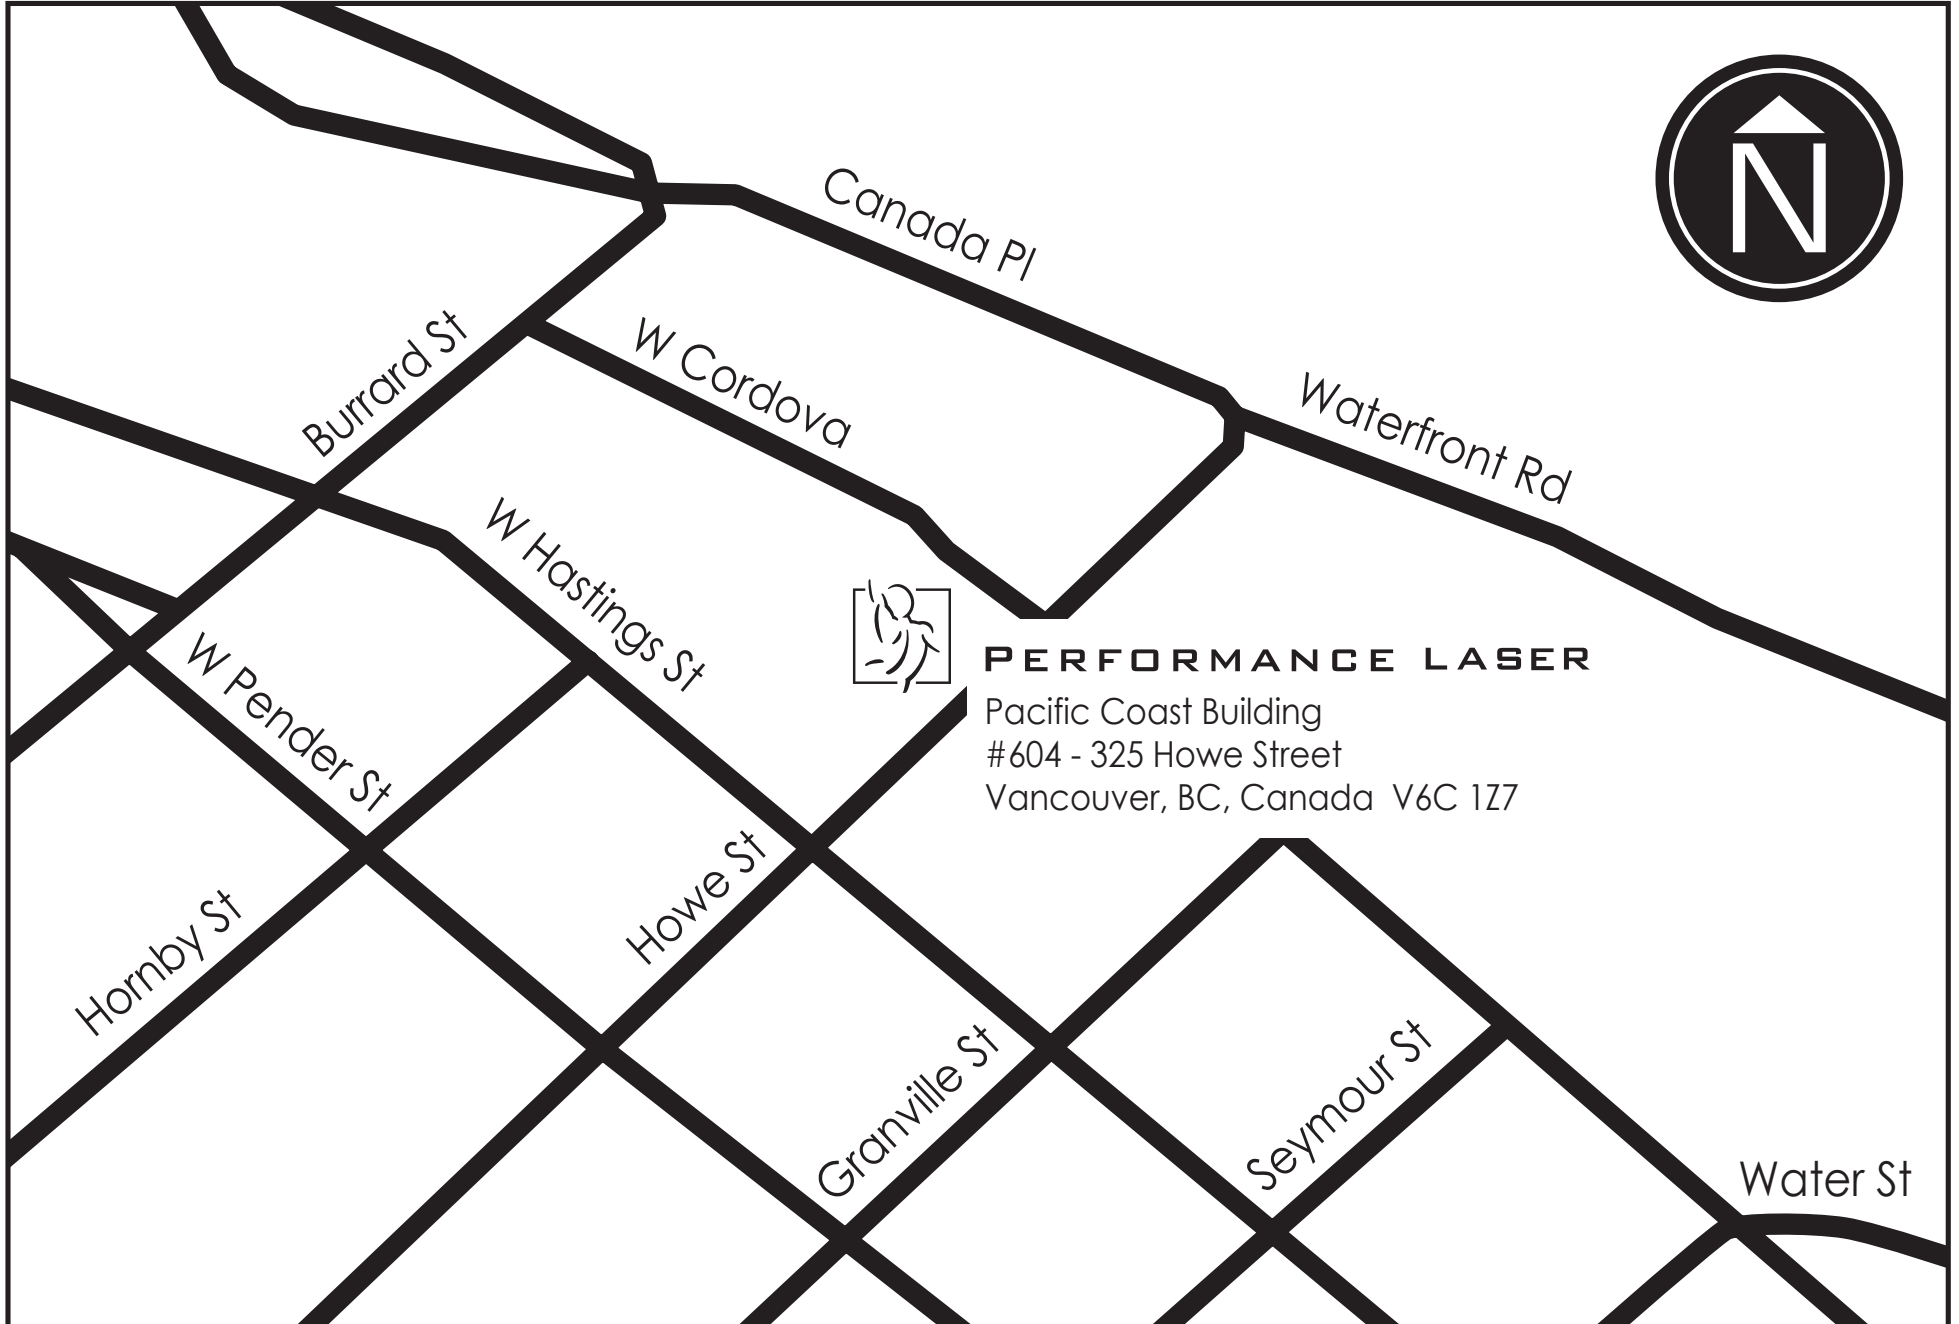 N
Canada Pl
Burrard St
W Cordova
Waterfront Rd
W Hastings St
W Pender St
PERFORMANCE LASER
Pacific Coast Building
#604 - 325 Howe Street
Vancouver, BC, Canada  V6C 1Z7
Howe St
Hornby St
Granville St
Seymour St
Water St